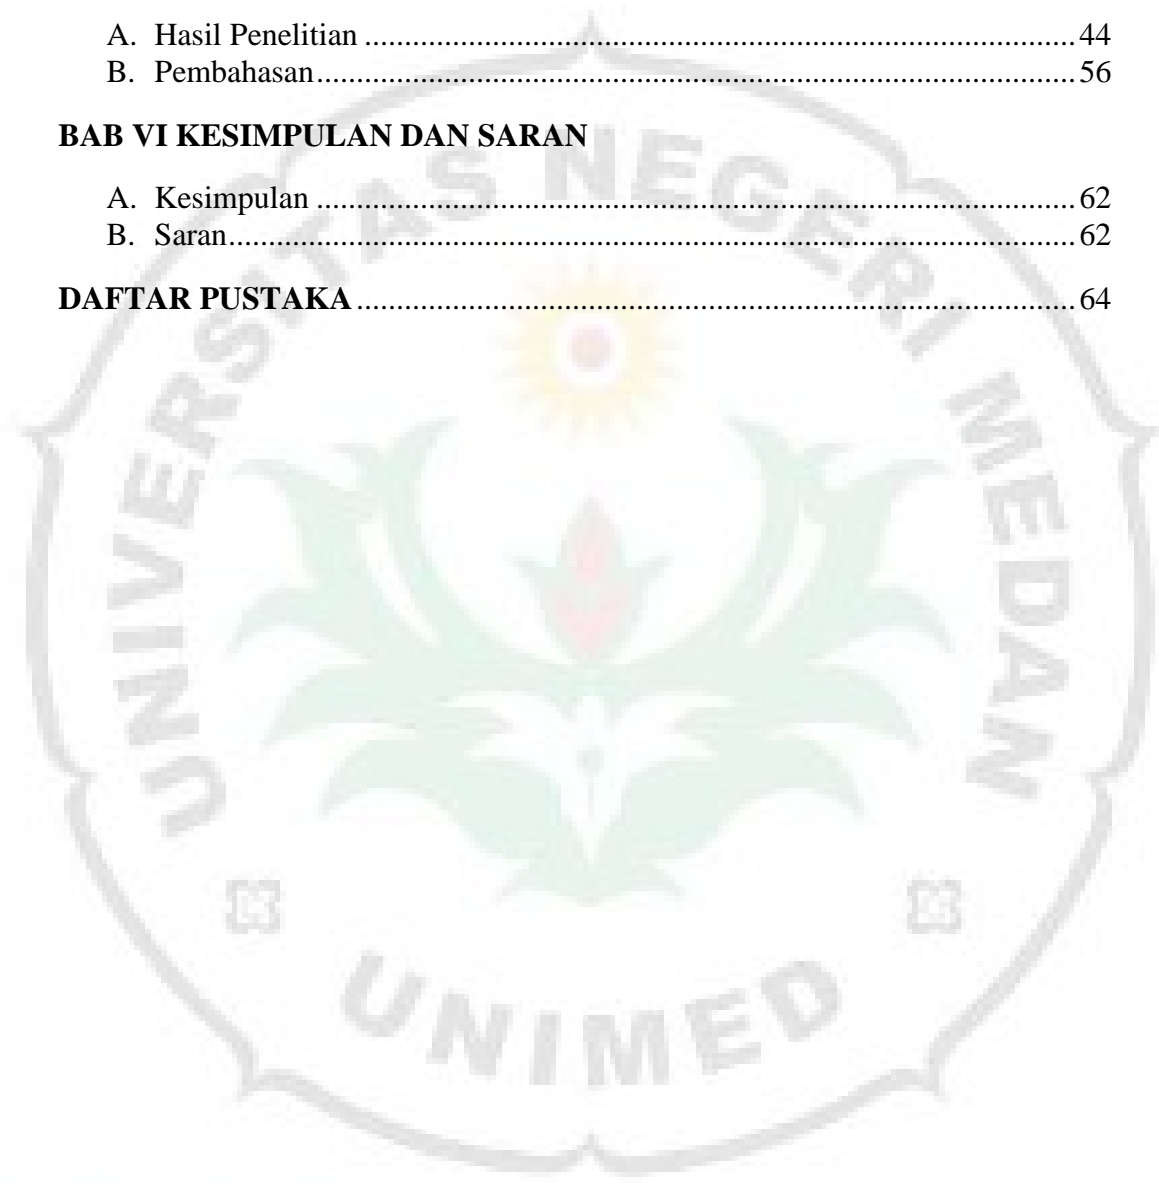 A. Hasil Penelitian ........................................................................................... 44
B. Pembahasan ................................................................................................. 56
BAB VI KESIMPULAN DAN SARAN
A. Kesimpulan ................................................................................................. 62
B. Saran ............................................................................................................ 62
DAFTAR PUSTAKA ........................................................................................... 64
UNIVERSITAS NEGERI MEDAN
UNIMED